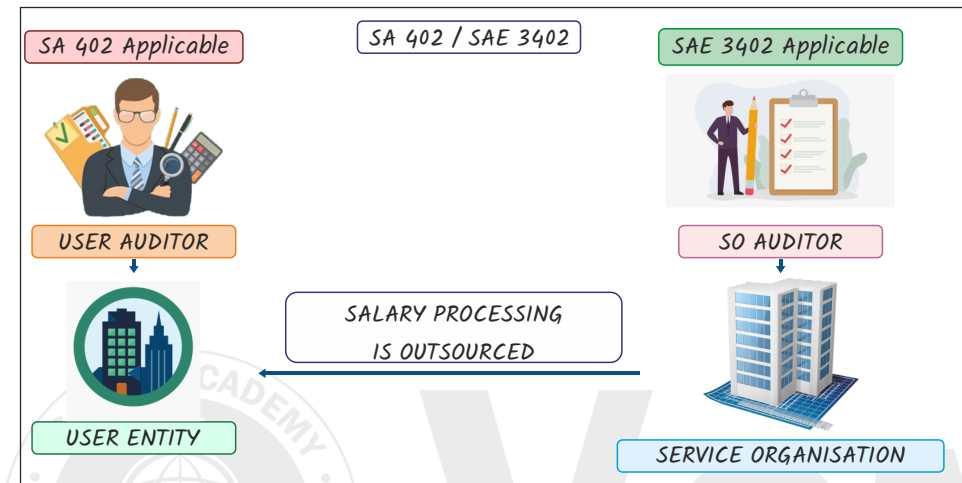 SA 402 Applicable
SA 402 / SAE 3402
SAE 3402 Applicable
USER AUDITOR
SO AUDITOR
SALARY PROCESSING
IS OUTSOURCED
USER ENTITY
SERVICE ORGANISATION
ACADEMY